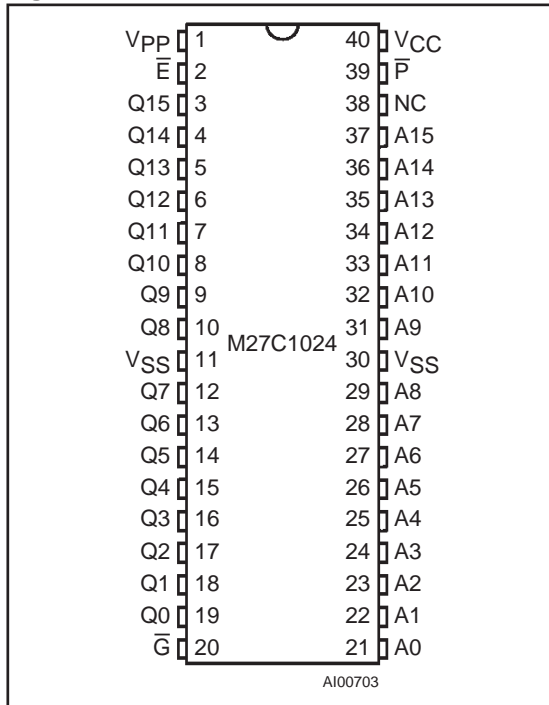 VPP 1 40 VCC
E̅ 2 39 P̅
Q15 3 38 NC
Q14 4 37 A15
Q13 5 36 A14
Q12 6 35 A13
Q11 7 34 A12
Q10 8 33 A11
Q9 9 32 A10
Q8 10 31 A9
M27C1024
VSS 11 30 VSS
Q7 12 29 A8
Q6 13 28 A7
Q5 14 27 A6
Q4 15 26 A5
Q3 16 25 A4
Q2 17 24 A3
Q1 18 23 A2
Q0 19 22 A1
G̅ 20 21 A0
AI00703